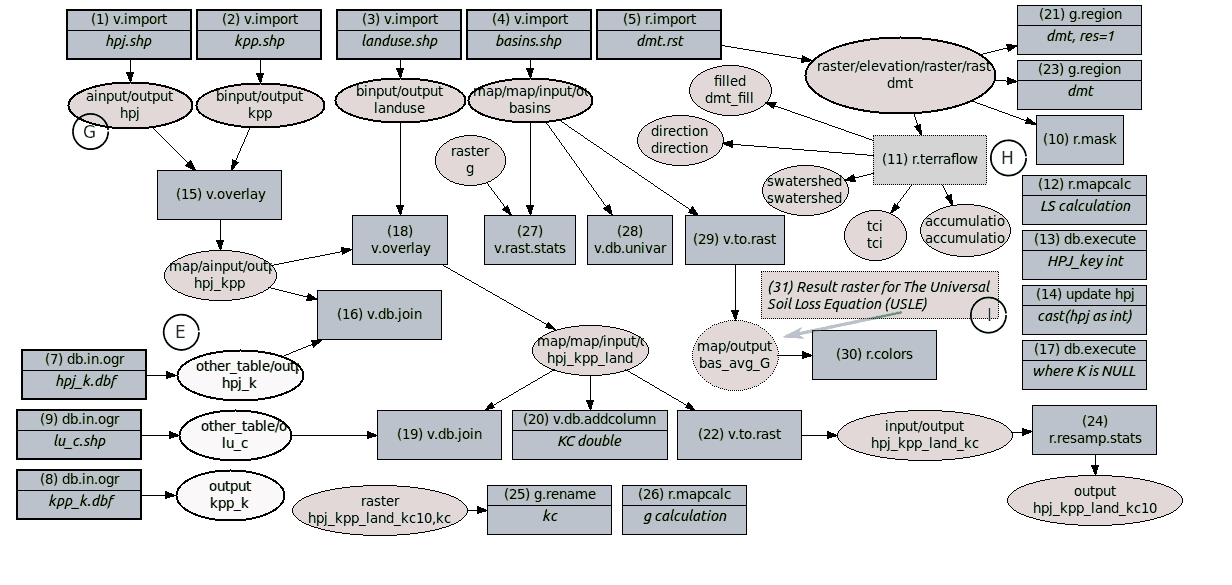 (1) v.import
hpj.shp
(2) v.import
kpp.shp
(3) v.import
landuse.shp
(4) v.import
basins.shp
(5) r.import
dmt.rst
(21) g.region
dmt, res=1
raster/elevation/raster/rast
dmt
(23) g.region
dmt
filled
dmt_fill
ainput/output
hpj
binput/output
kpp
binput/output
landuse
map/map/input/o
basins
G
direction
direction
(10) r.mask
(11) r.terraflow
H
raster
g
swatershed
swatershed
(12) r.mapcalc
LS calculation
(15) v.overlay
tci
tci
accumulatio
accumulatio
(18)
v.overlay
(27)
v.rast.stats
(28)
v.db.univar
(29) v.to.rast
(13) db.execute
HPJ_key int
map/ainput/outp
hpj_kpp
(31) Result raster for The Universal
Soil Loss Equation (USLE)
I
(14) update hpj
cast(hpj as int)
(16) v.db.join
E
map/map/input/o
hpj_kpp_land
map/output
bas_avg_G
(30) r.colors
(17) db.execute
where K is NULL
(7) db.in.ogr
hpj_k.dbf
other_table/outp
hpj_k
(9) db.in.ogr
lu_c.shp
other_table/o
lu_c
(19) v.db.join
(20) v.db.addcolumn
KC double
(22) v.to.rast
input/output
hpj_kpp_land_kc
(24)
r.resamp.stats
(8) db.in.ogr
kpp_k.dbf
output
kpp_k
raster
hpj_kpp_land_kc10,kc
(25) g.rename
kc
(26) r.mapcalc
g calculation
output
hpj_kpp_land_kc10